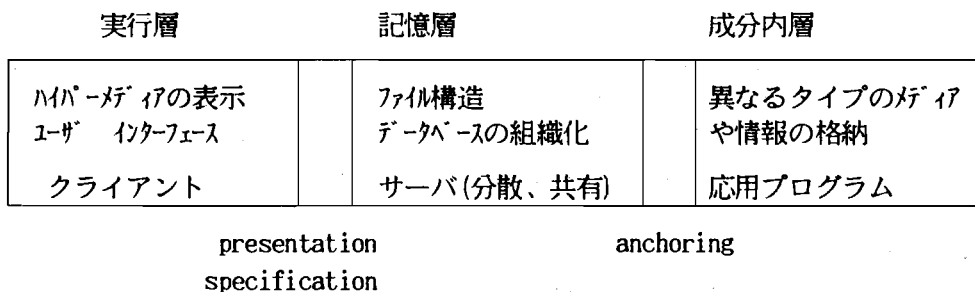 実行層 記憶層 成分内層
ﾊｲﾊﾟｰﾒﾃﾞｨｱの表示 ﾌｧｲﾙ構造 異なるタイプのﾒﾃﾞｨｱ
ﾕｰｻﾞ ｲﾝﾀｰﾌｪｰｽ ﾃﾞｰﾀﾍﾞｰｽの組織化 や情報の格納
クライアント サーバ(分散、共有) 応用プログラム
presentation anchoring
specification